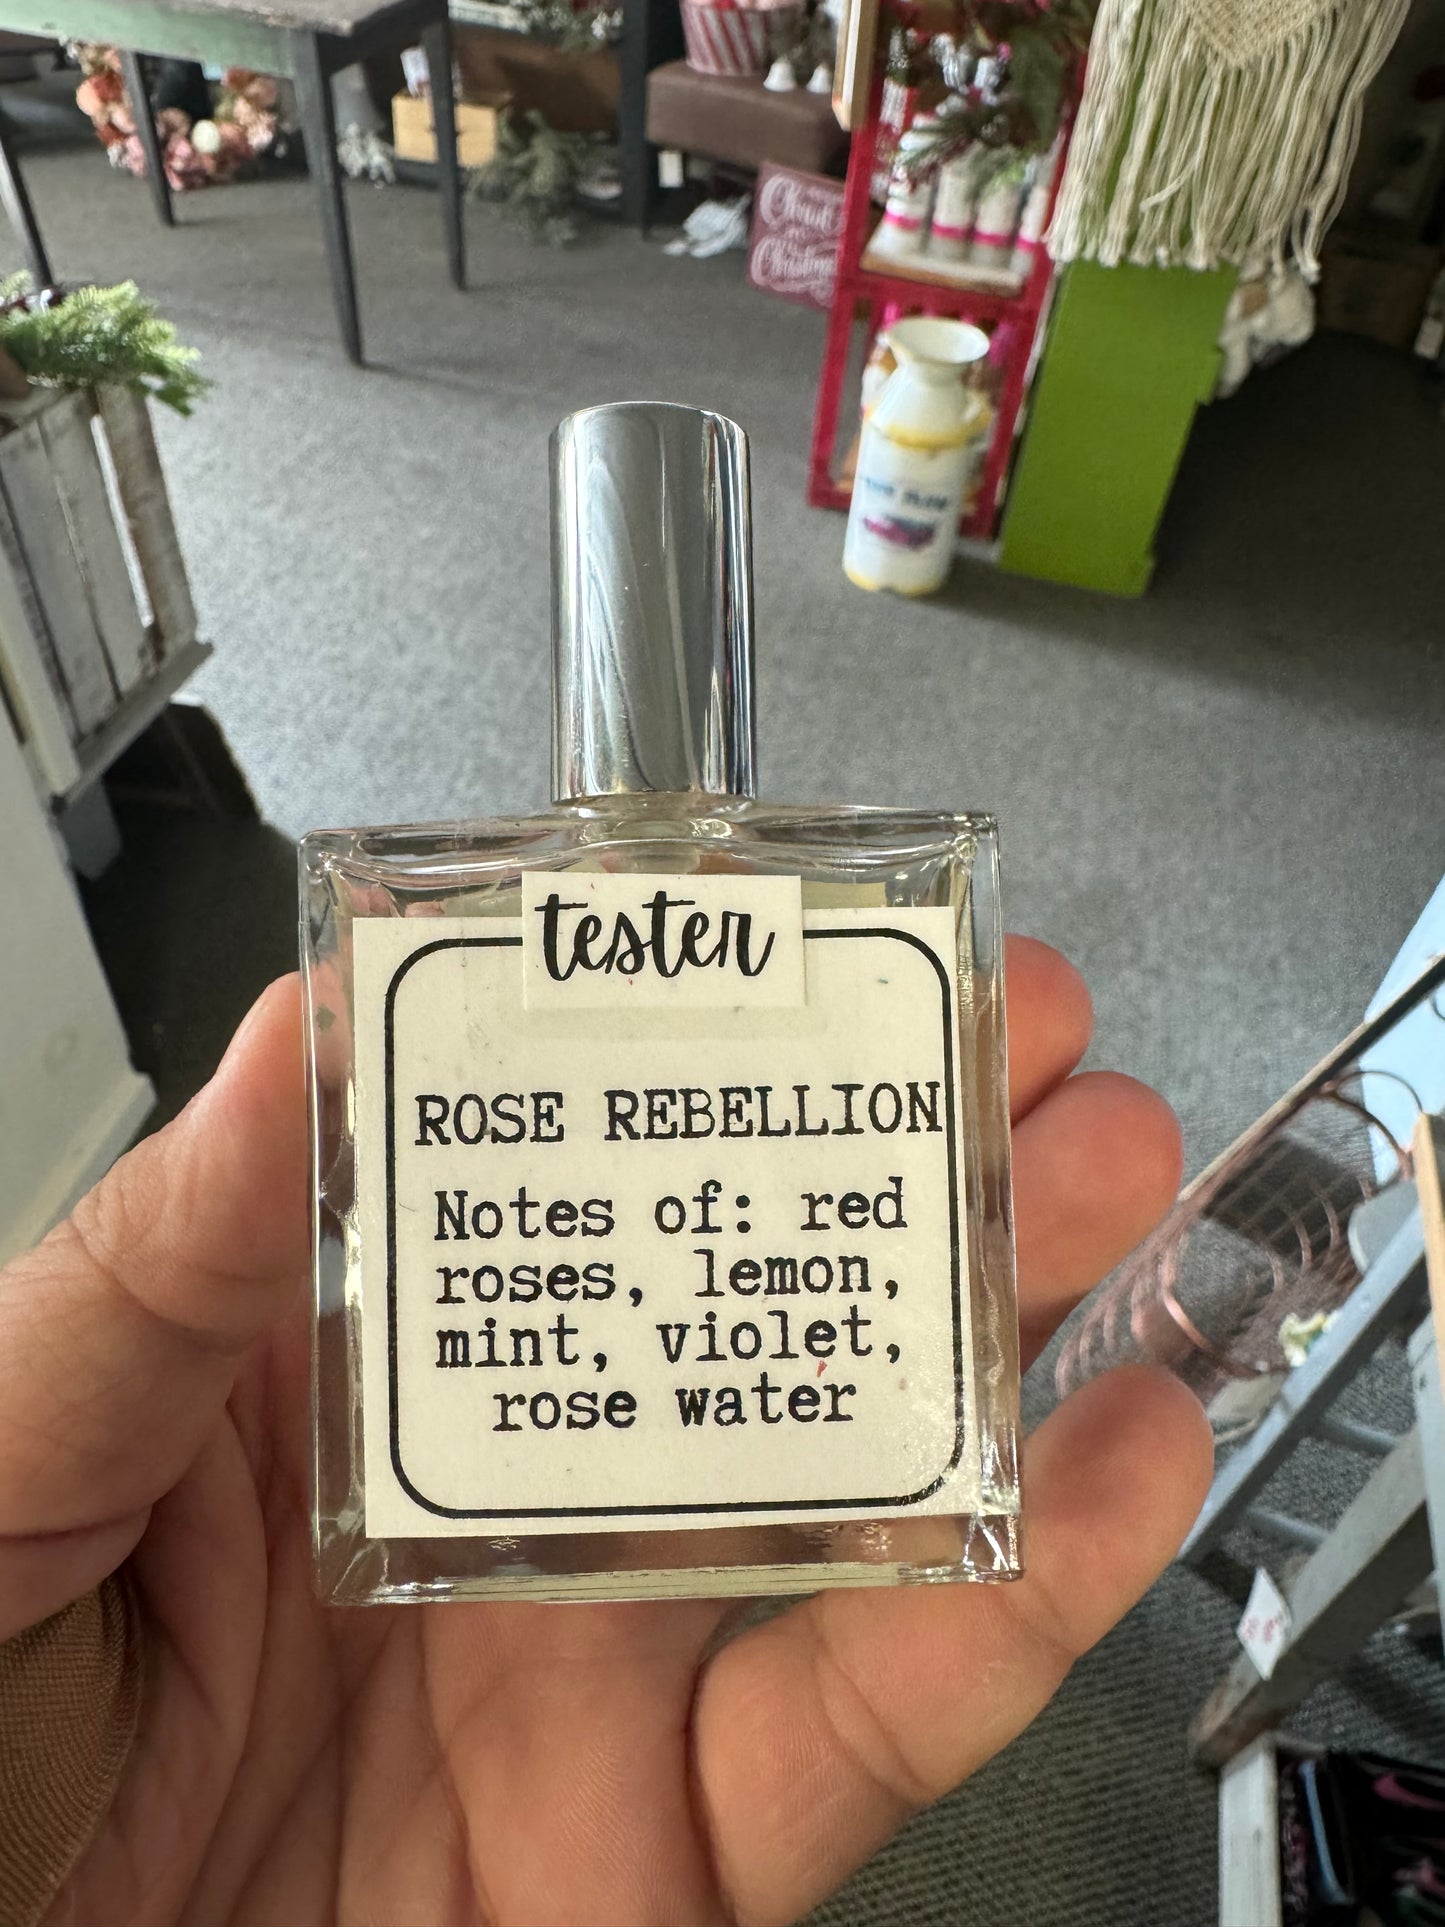 tester
ROSE REBELLION
Notes of: red
roses, lemon,
mint, violet,
rose water